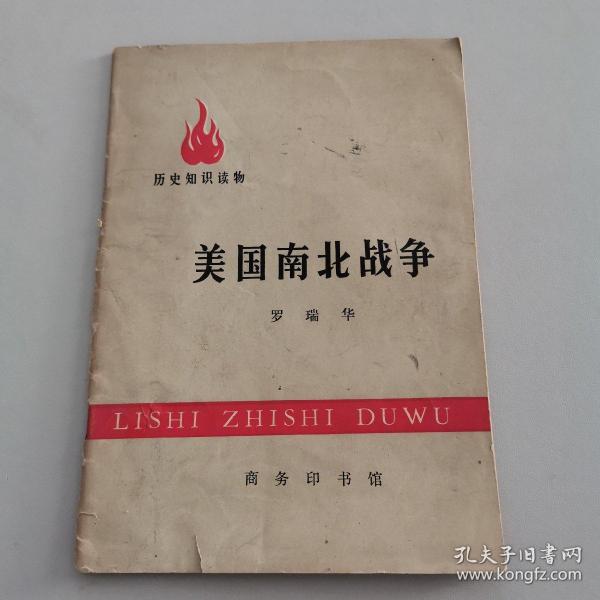 历史知识读物
美国南北战争
罗瑞华
LISHI ZHISHI DUWU
商务印书馆
孔夫子旧書网
www.kongfz.com